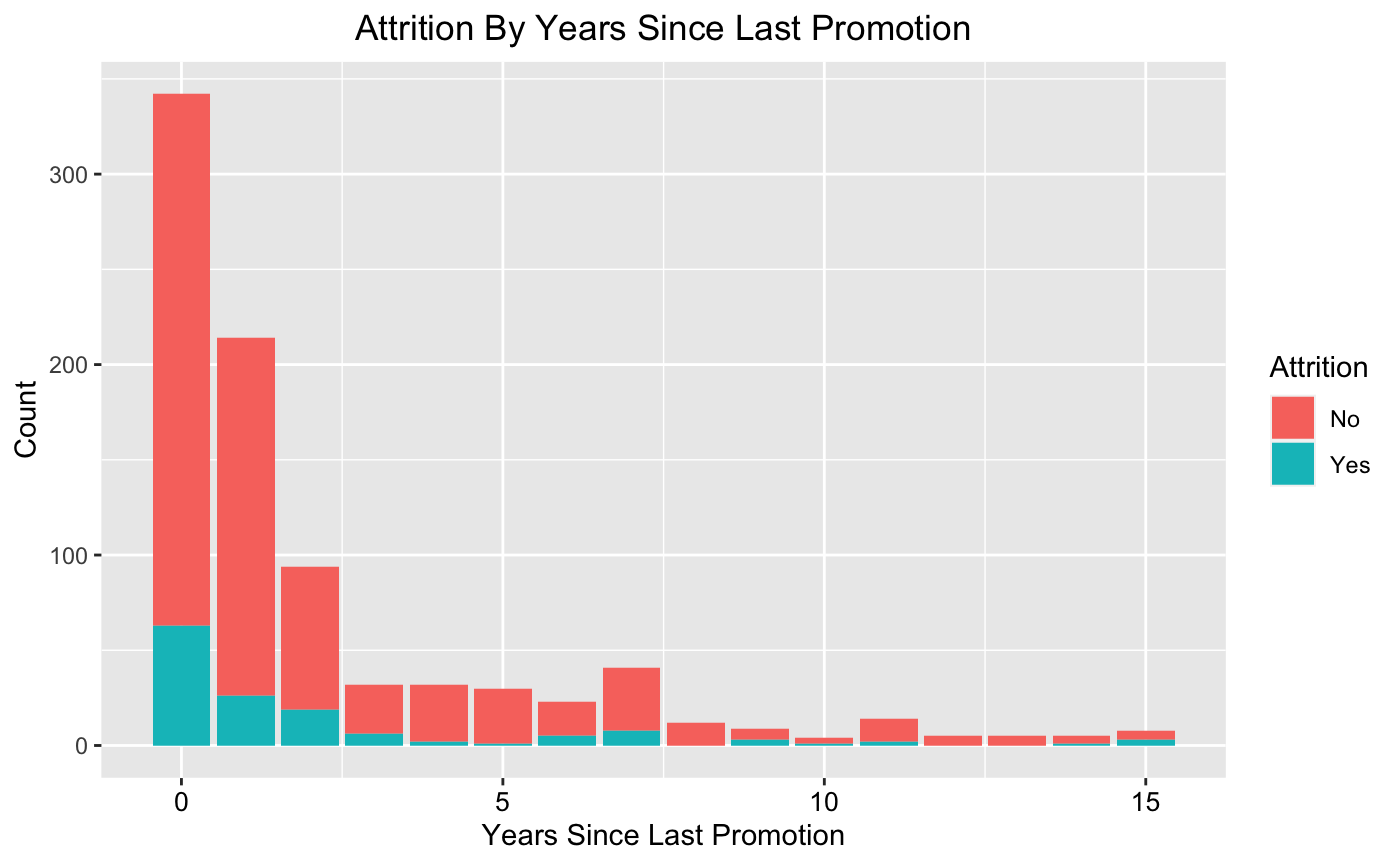 Attrition By Years Since Last Promotion
300
200
100
0
Count
0 5 10 15
Years Since Last Promotion
Attrition
No
Yes